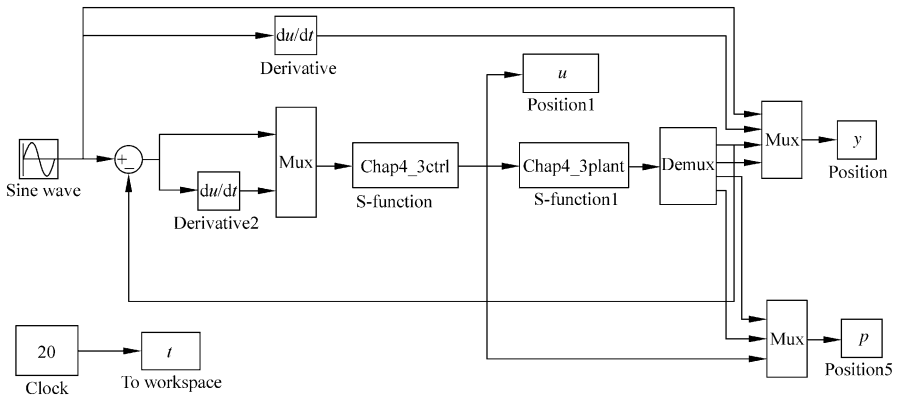 du/dt
Derivative
u
Position1
Sine wave
+
−
du/dt
Derivative2
Mux
Chap4_3ctrl
S-function
Chap4_3plant
S-function1
Demux
Mux
y
Position
20
Clock
t
To workspace
Mux
p
Position5